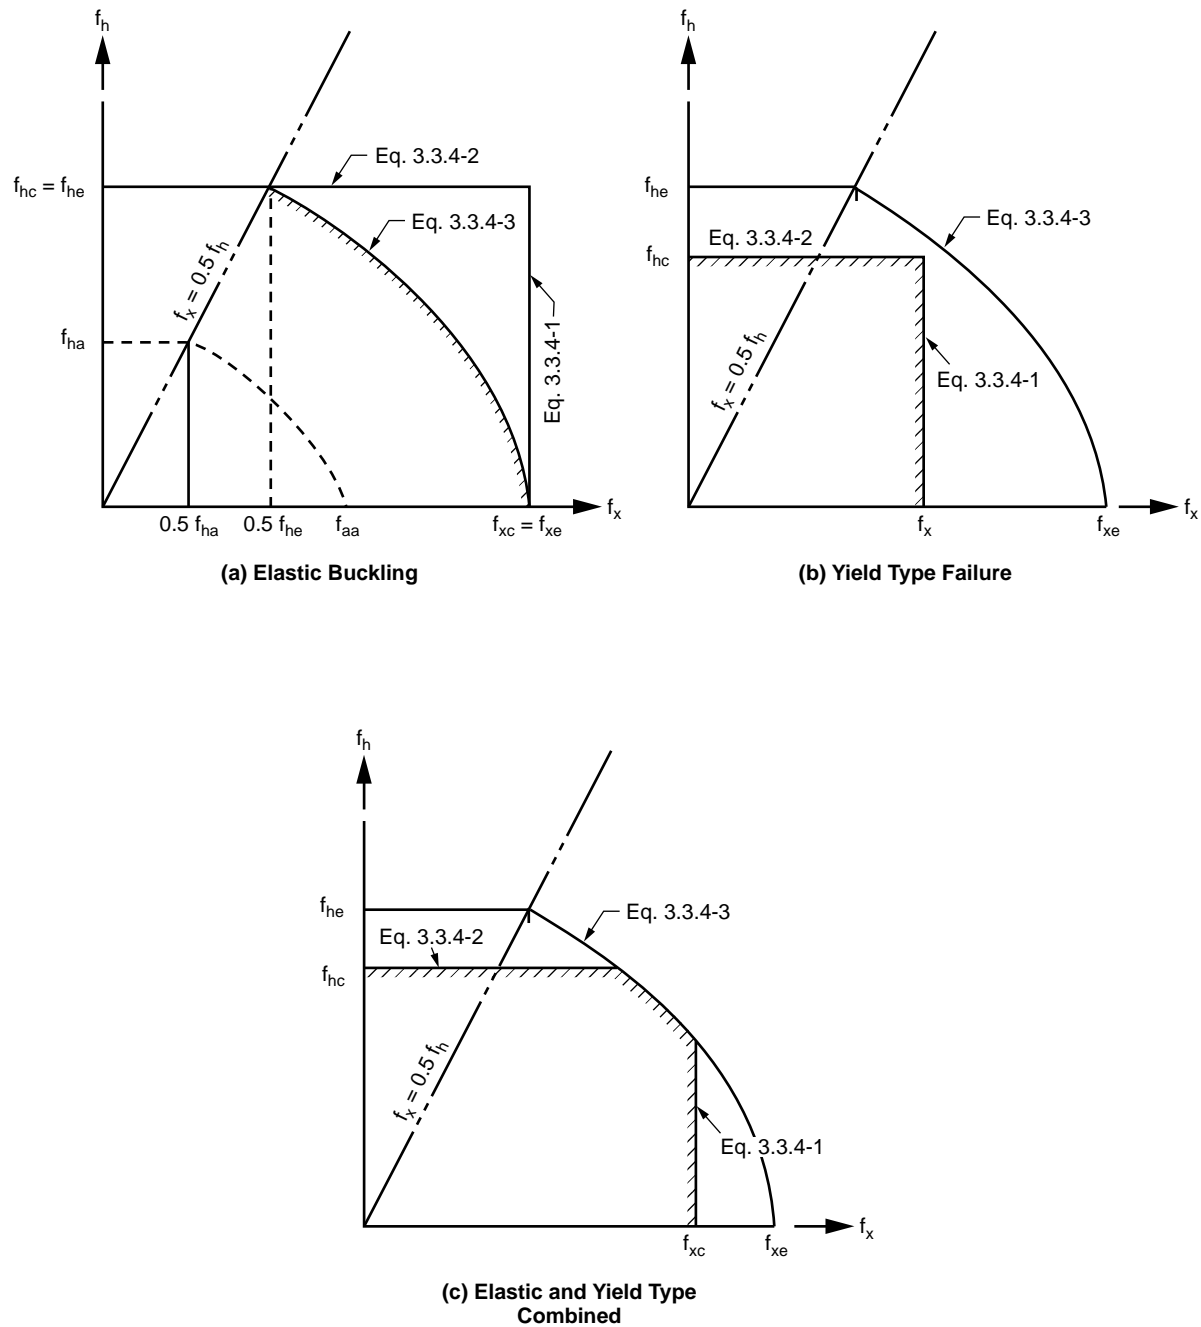 f_h
f_h
Eq. 3.3.4-2
f_hc = f_he
Eq. 3.3.4-3
f_x = 0.5 f_h
f_ha
Eq. 3.3.4-1
0.5 f_ha
0.5 f_he
f_aa
f_xc = f_xe
f_x
(a) Elastic Buckling
f_he
Eq. 3.3.4-3
Eq. 3.3.4-2
f_hc
f_x = 0.5 f_h
Eq. 3.3.4-1
f_x
f_xe
f_x
(b) Yield Type Failure
f_h
f_he
Eq. 3.3.4-3
Eq. 3.3.4-2
f_hc
f_x = 0.5 f_h
Eq. 3.3.4-1
f_xc
f_xe
f_x
(c) Elastic and Yield Type
Combined